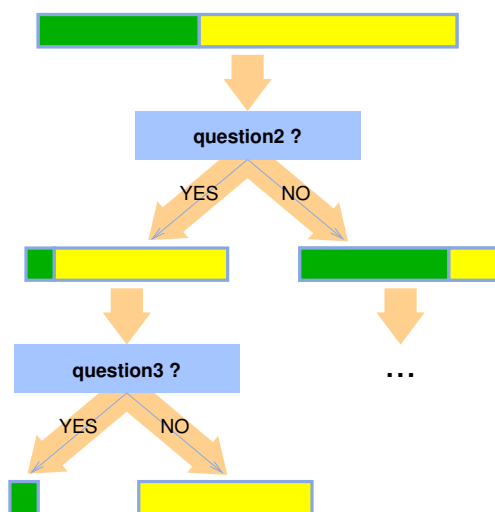 question2 ?
YES
NO
question3 ?
...
YES
NO